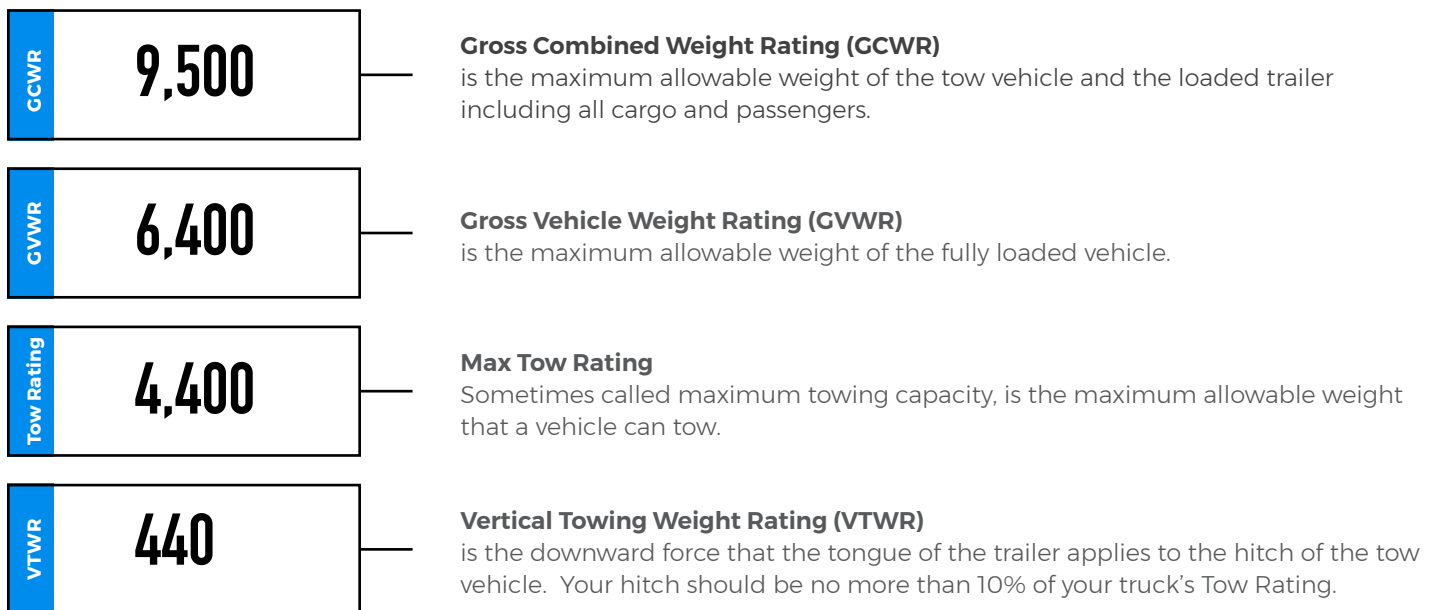 GCWR
9,500
Gross Combined Weight Rating (GCWR)
is the maximum allowable weight of the tow vehicle and the loaded trailer
including all cargo and passengers.
GVWR
6,400
Gross Vehicle Weight Rating (GVWR)
is the maximum allowable weight of the fully loaded vehicle.
Tow Rating
4,400
Max Tow Rating
Sometimes called maximum towing capacity, is the maximum allowable weight
that a vehicle can tow.
VTWR
440
Vertical Towing Weight Rating (VTWR)
is the downward force that the tongue of the trailer applies to the hitch of the tow
vehicle.  Your hitch should be no more than 10% of your truck’s Tow Rating.